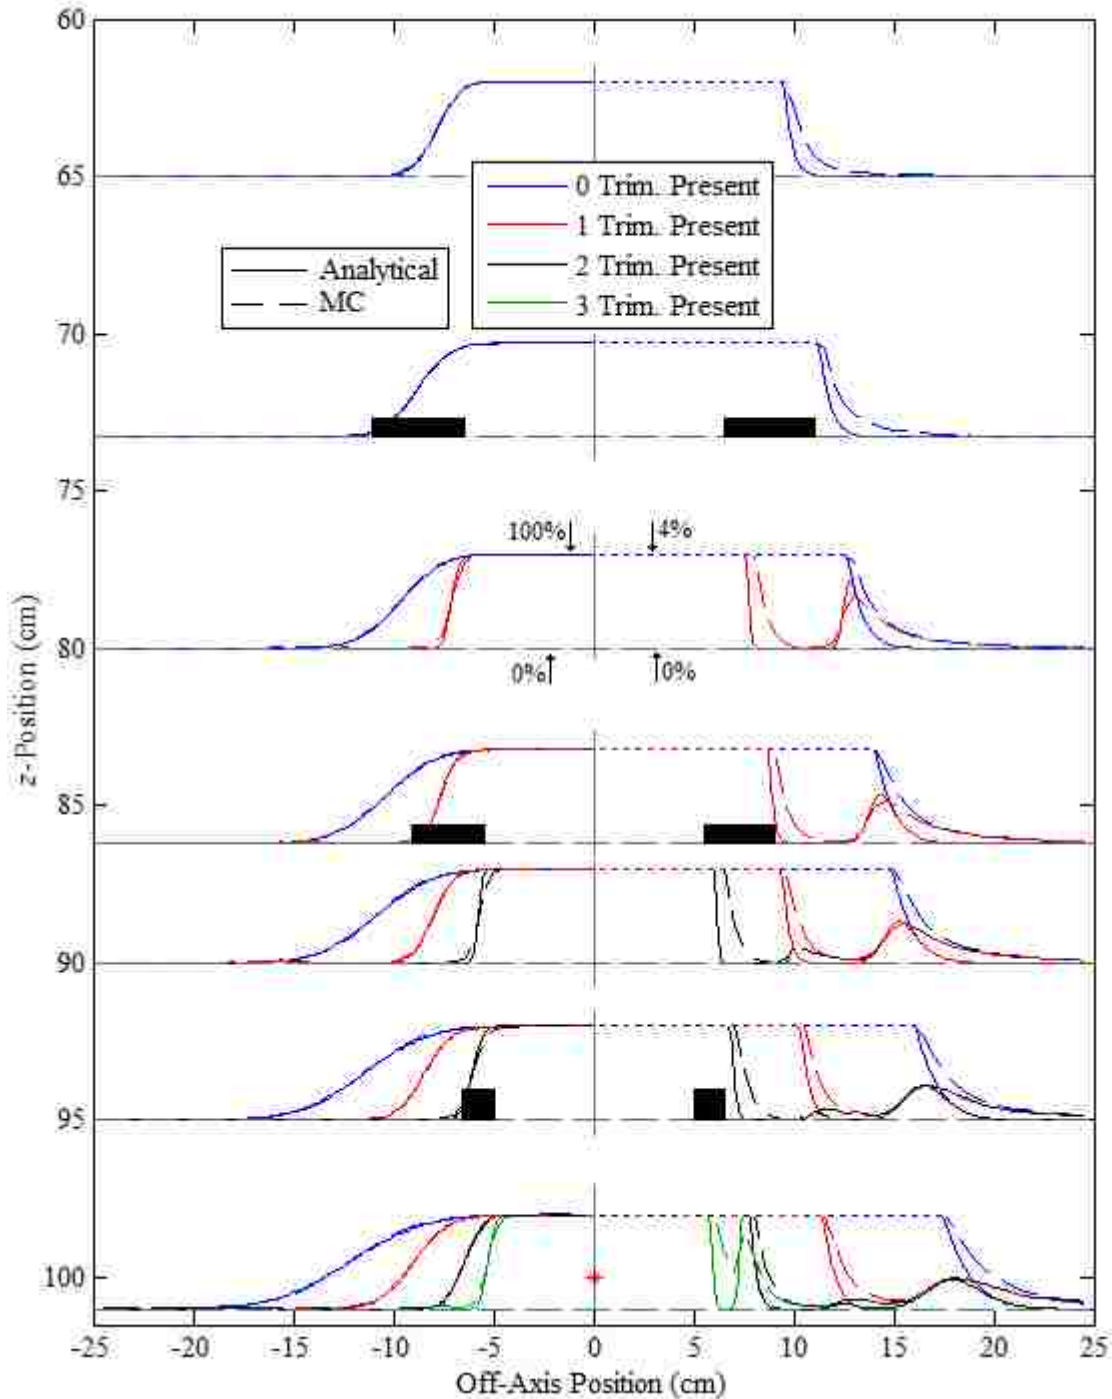 60
65
0 Trim. Present
1 Trim. Present
2 Trim. Present
3 Trim. Present
Analytical
MC
70
75
100%
4%
z-Position (cm)
80
0%
0%
85
90
95
100
-25 -20 -15 -10 -5 0 5 10 15 20 25
Off-Axis Position (cm)